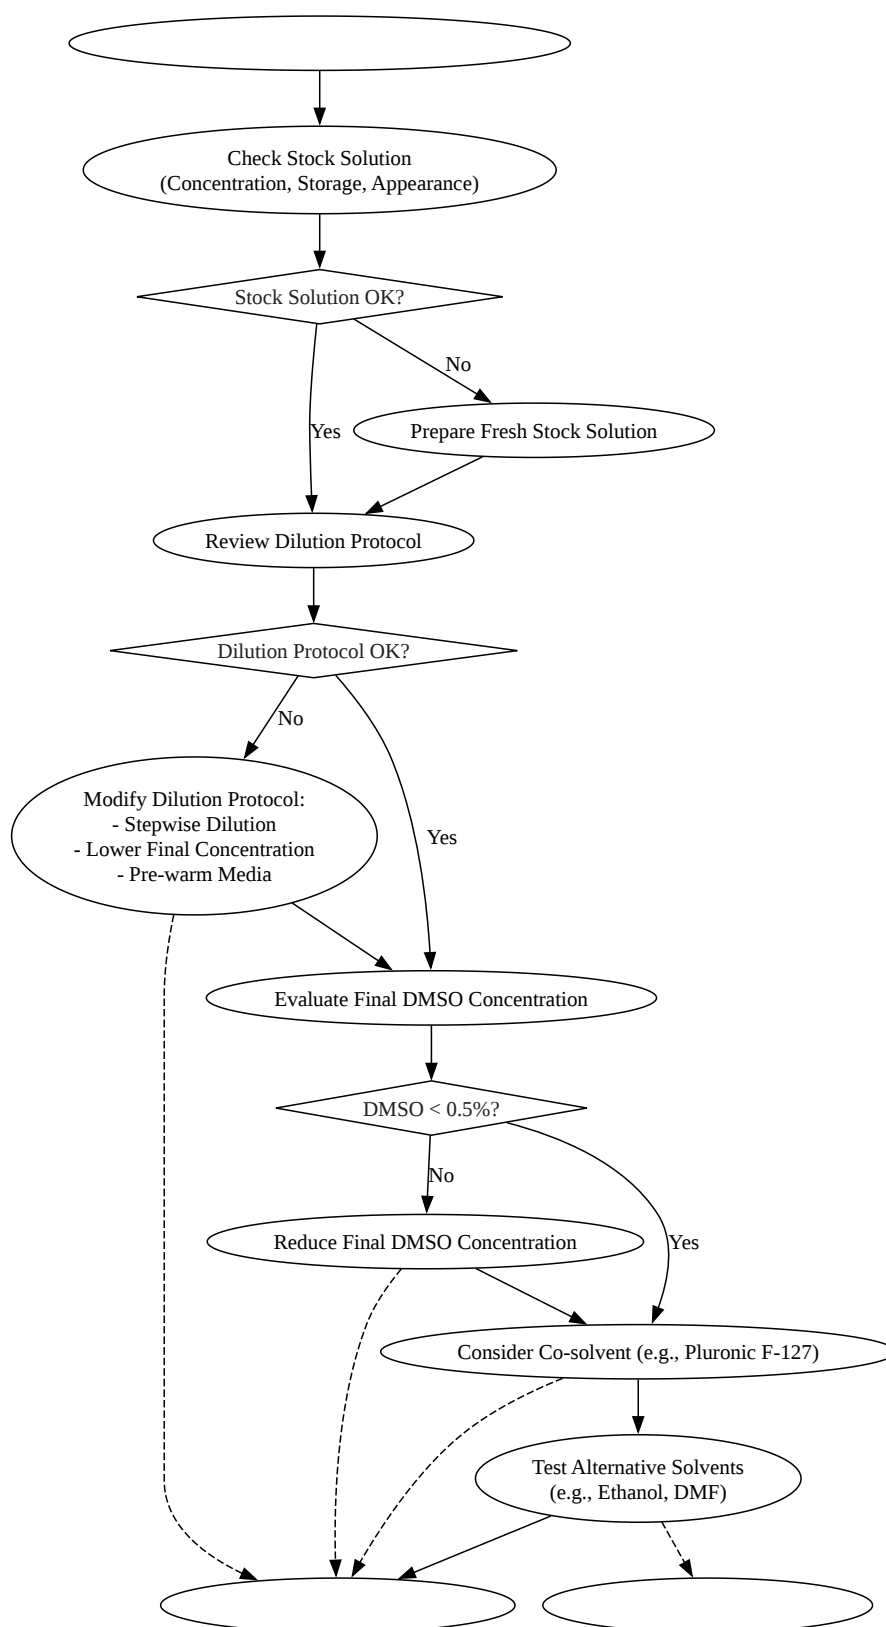 Check Stock Solution
(Concentration, Storage, Appearance)
Stock Solution OK?
No
Yes
Prepare Fresh Stock Solution
Review Dilution Protocol
Dilution Protocol OK?
No
Modify Dilution Protocol:
- Stepwise Dilution
- Lower Final Concentration
- Pre-warm Media
Yes
Evaluate Final DMSO Concentration
DMSO < 0.5%?
No
Reduce Final DMSO Concentration
Yes
Consider Co-solvent (e.g., Pluronic F-127)
Test Alternative Solvents
(e.g., Ethanol, DMF)